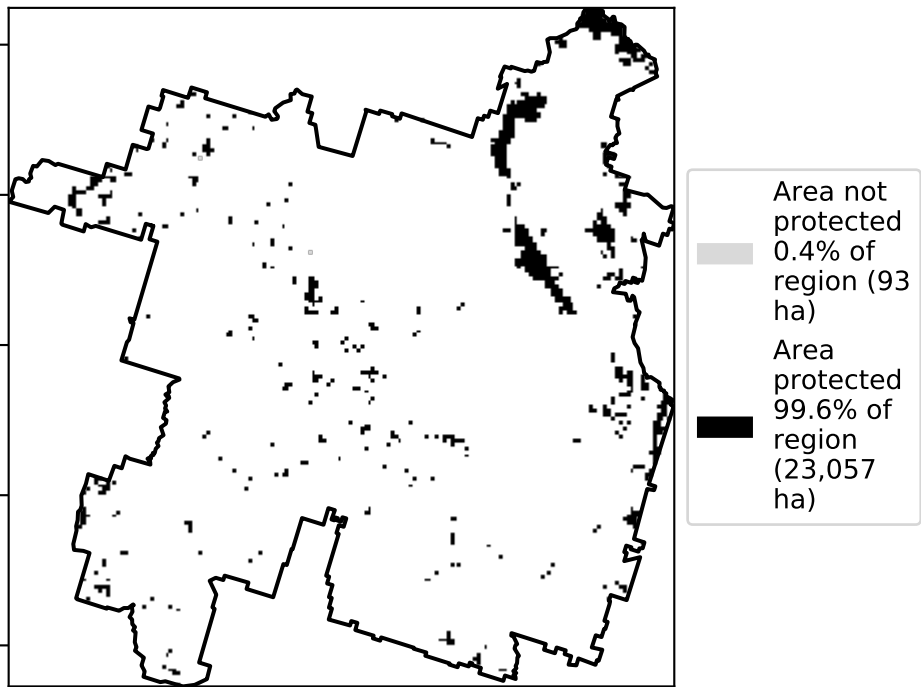 Area not
protected
0.4% of
region (93
ha)
Area
protected
99.6% of
region
(23,057
ha)